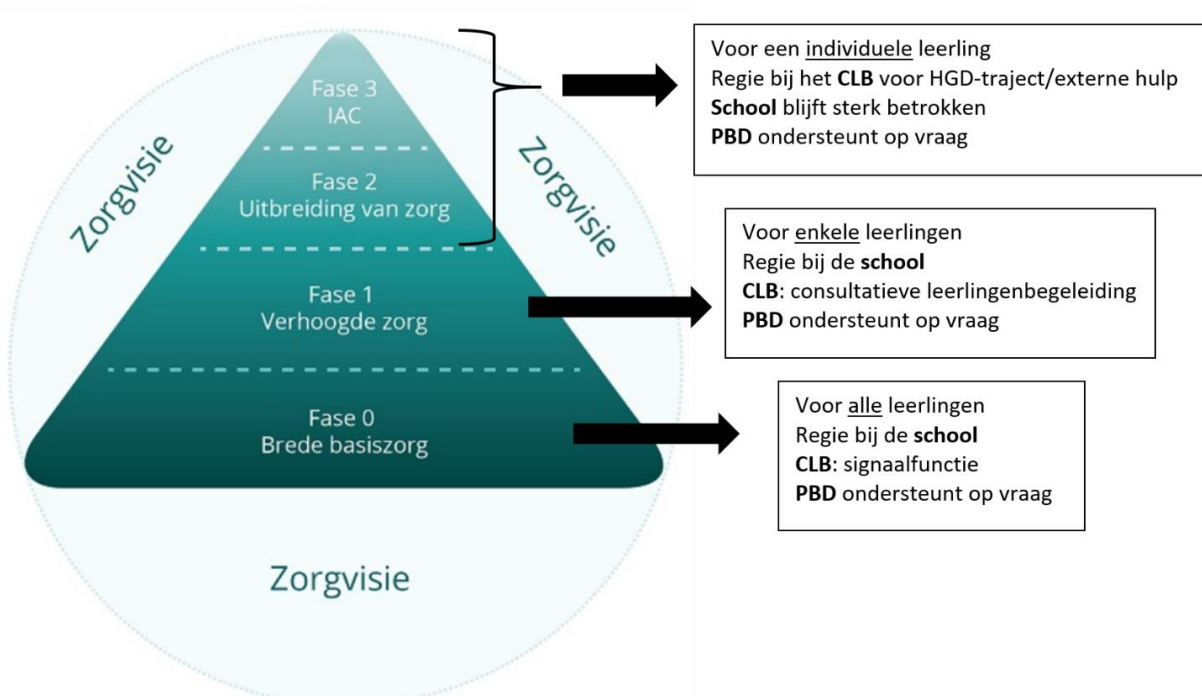 Zorgvisie
Fase 3
IAC
Fase 2
Uitbreiding van zorg
Zorgvisie
Fase 1
Verhoogde zorg
Fase 0
Brede basiszorg
Zorgvisie
Voor een individuele leerling
Regie bij het CLB voor HGD-traject/externe hulp
School blijft sterk betrokken
PBD ondersteunt op vraag
Voor enkele leerlingen
Regie bij de school
CLB: consultatieve leerlingenbegeleiding
PBD ondersteunt op vraag
Voor alle leerlingen
Regie bij de school
CLB: signaalfunctie
PBD ondersteunt op vraag